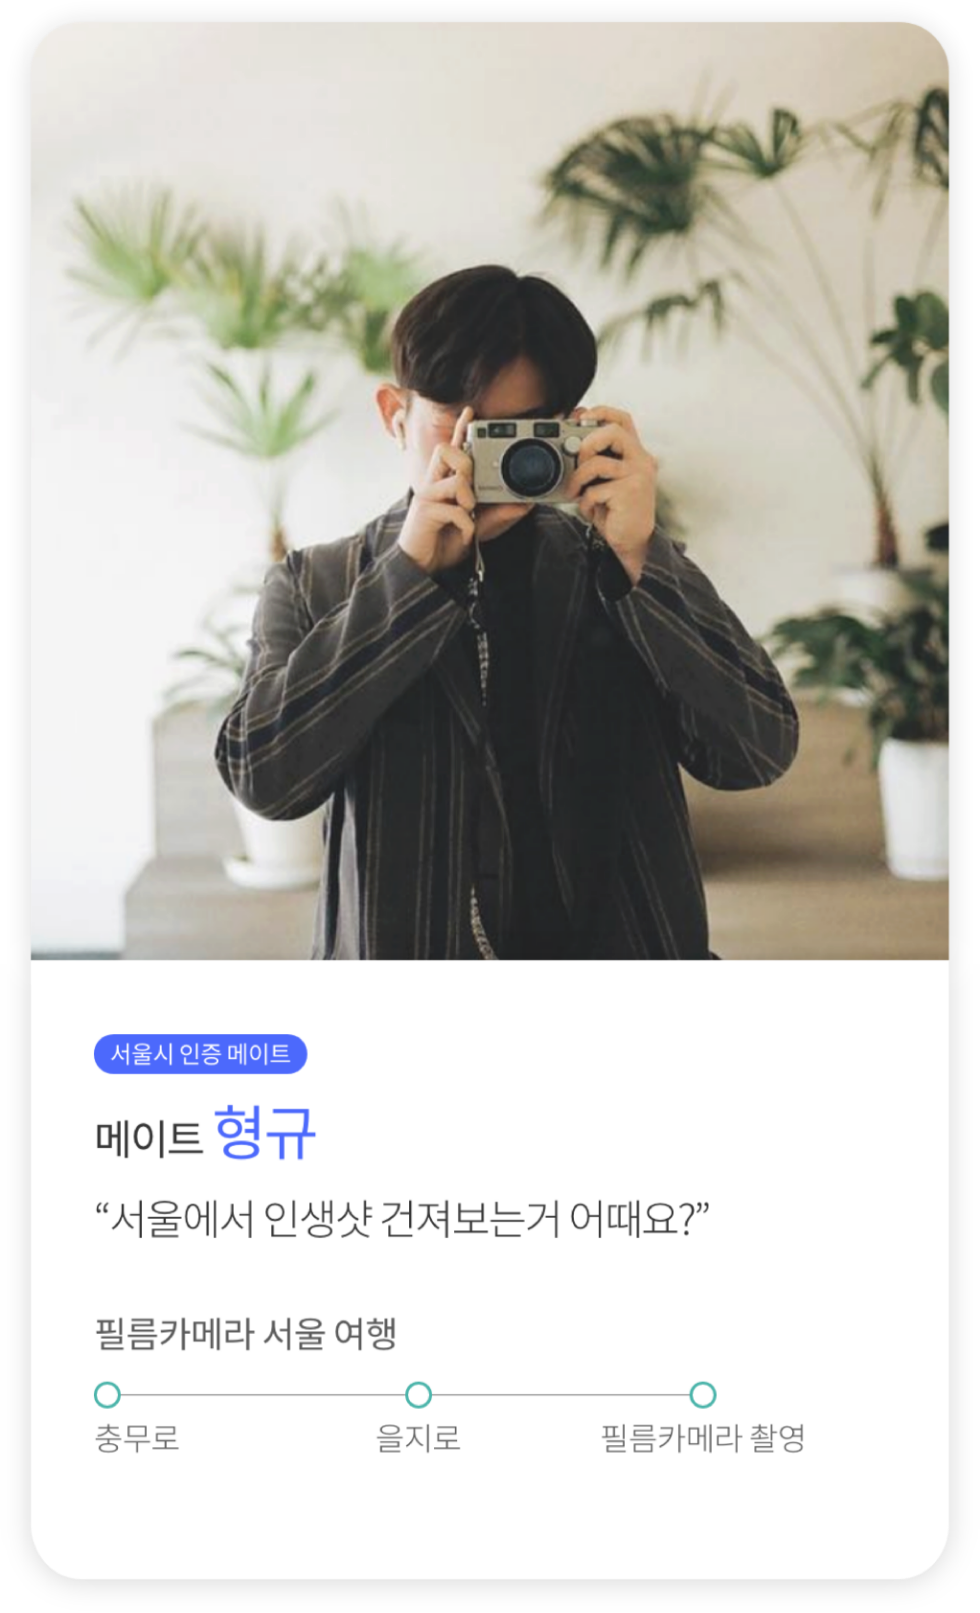 서울시 인증 메이트
메이트 형규
“서울에서 인생샷 건져보는거 어때요?”
필름카메라 서울 여행
충무로 을지로 필름카메라 촬영